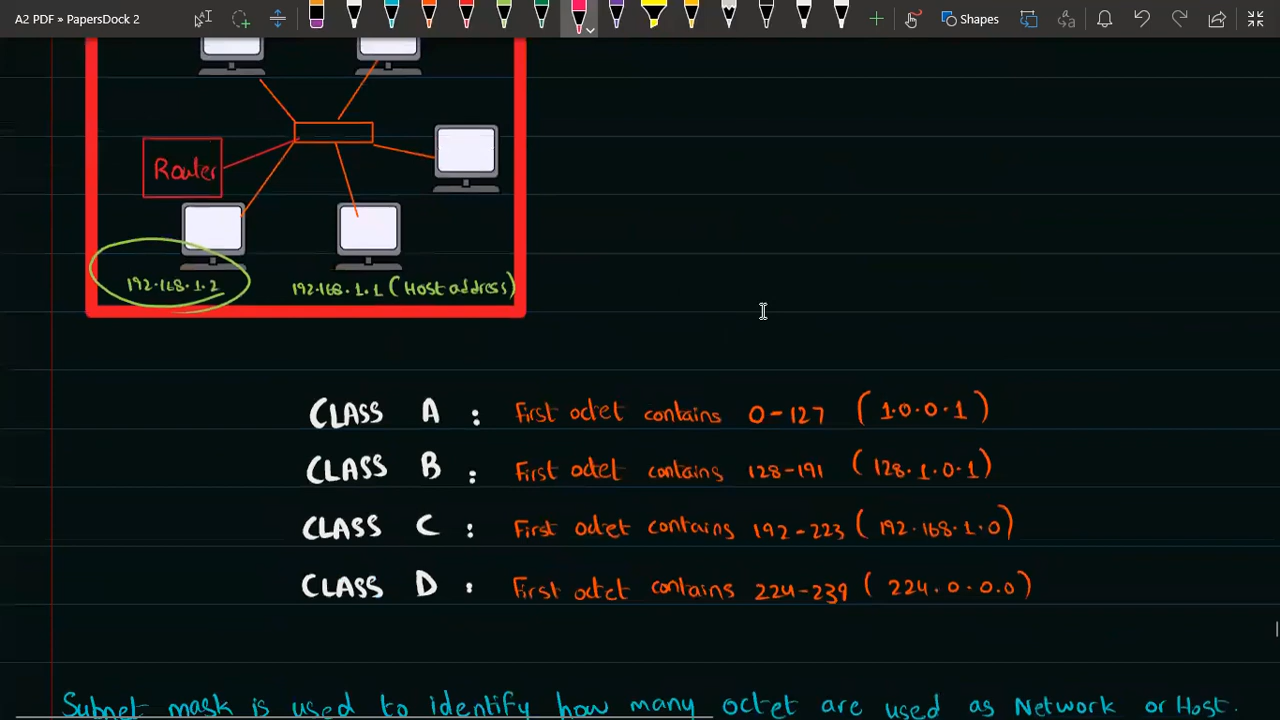 A2 PDF » PapersDock 2
Shapes
Router
192.168.1.2
192.168.1.1 (Host address)
CLASS A : First octet contains 0-127 (1.0.0.1)
CLASS B : First octet contains 128-191 (128.1.0.1)
CLASS C : First octet contains 192-223 (192.168.1.0)
CLASS D : First octet contains 224-239 (224.0.0.0)
Subnet mask is used to identify how many octet are used as Network or Host.